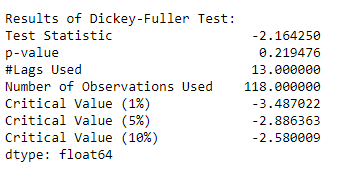 Results of Dickey-Fuller Test:
Test Statistic                 -2.164250
p-value                         0.219476
#Lags Used                     13.000000
Number of Observations Used   118.000000
Critical Value (1%)            -3.487022
Critical Value (5%)            -2.886363
Critical Value (10%)           -2.580009
dtype: float64